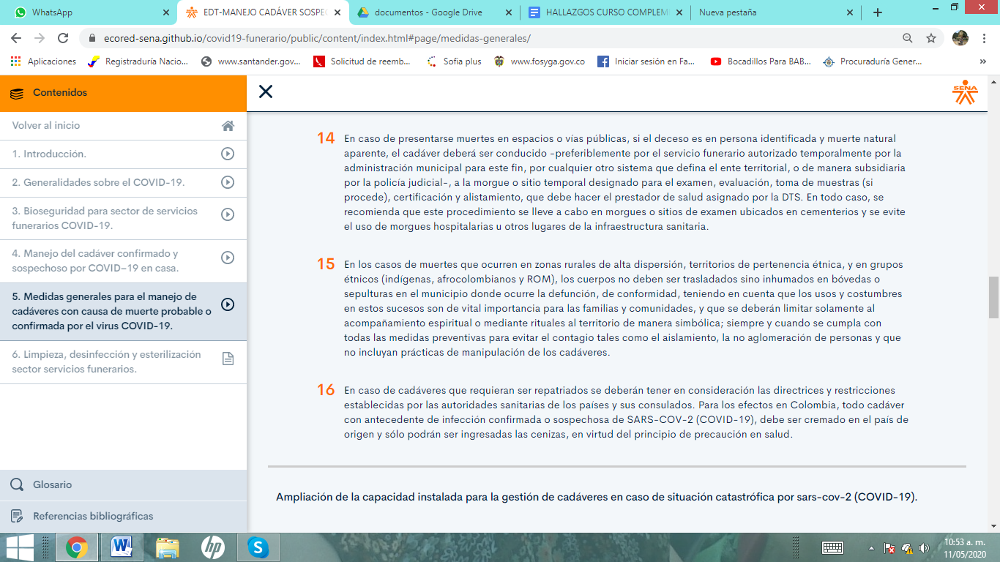 WhatsApp
EDT-MANEJO CADÁVER SOSPEC
documentos - Google Drive
HALLAZGOS CURSO COMPLEM
Nueva pestaña
ecored-sena.github.io/covid19-funerario/public/content/index.html#page/medidas-generales/
Aplicaciones
Registraduría Nacio...
www.santander.gov...
Solicitud de reemb...
Sofia plus
www.fosyga.gov.co
Iniciar sesión en Fa...
Bocadillos Para BAB...
Procuraduría Gener...
»
Contenidos
Volver al inicio
1. Introducción.
2. Generalidades sobre el COVID-19.
3. Bioseguridad para sector de servicios
funerarios COVID-19.
4. Manejo del cadáver confirmado y
sospechoso por COVID–19 en casa.
5. Medidas generales para el manejo de
cadáveres con causa de muerte probable o
confirmada por el virus COVID-19.
6. Limpieza, desinfección y esterilización
sector servicios funerarios.
Glosario
Referencias bibliográficas
SENA
14 En caso de presentarse muertes en espacios o vías públicas, si el deceso es en persona identificada y muerte natural
aparente, el cadáver deberá ser conducido -preferiblemente por el servicio funerario autorizado temporalmente por la
administración municipal para este fin, por cualquier otro sistema que defina el ente territorial, o de manera subsidiaria
por la policía judicial-, a la morgue o sitio temporal designado para el examen, evaluación, toma de muestras (si
procede), certificación y alistamiento, que debe hacer el prestador de salud asignado por la DTS. En todo caso, se
recomienda que este procedimiento se lleve a cabo en morgues o sitios de examen ubicados en cementerios y se evite
el uso de morgues hospitalarias u otros lugares de la infraestructura sanitaria.
15 En los casos de muertes que ocurren en zonas rurales de alta dispersión, territorios de pertenencia étnica, y en grupos
étnicos (indígenas, afrocolombianos y ROM), los cuerpos no deben ser trasladados sino inhumados en bóvedas o
sepulturas en el municipio donde ocurre la defunción, de conformidad, teniendo en cuenta que los usos y costumbres
en estos sucesos son de vital importancia para las familias y comunidades, y que se deberán limitar solamente al
acompañamiento espiritual o mediante rituales al territorio de manera simbólica; siempre y cuando se cumpla con
todas las medidas preventivas para evitar el contagio tales como el aislamiento, la no aglomeración de personas y que
no incluyan prácticas de manipulación de los cadáveres.
16 En caso de cadáveres que requieran ser repatriados se deberán tener en consideración las directrices y restricciones
establecidas por las autoridades sanitarias de los países y sus consulados. Para los efectos en Colombia, todo cadáver
con antecedente de infección confirmada o sospechosa de SARS-COV-2 (COVID-19), debe ser cremado en el país de
origen y sólo podrán ser ingresadas las cenizas, en virtud del principio de precaución en salud.
Ampliación de la capacidad instalada para la gestión de cadáveres en caso de situación catastrófica por sars-cov-2 (COVID-19).
10:53 a. m.
11/05/2020